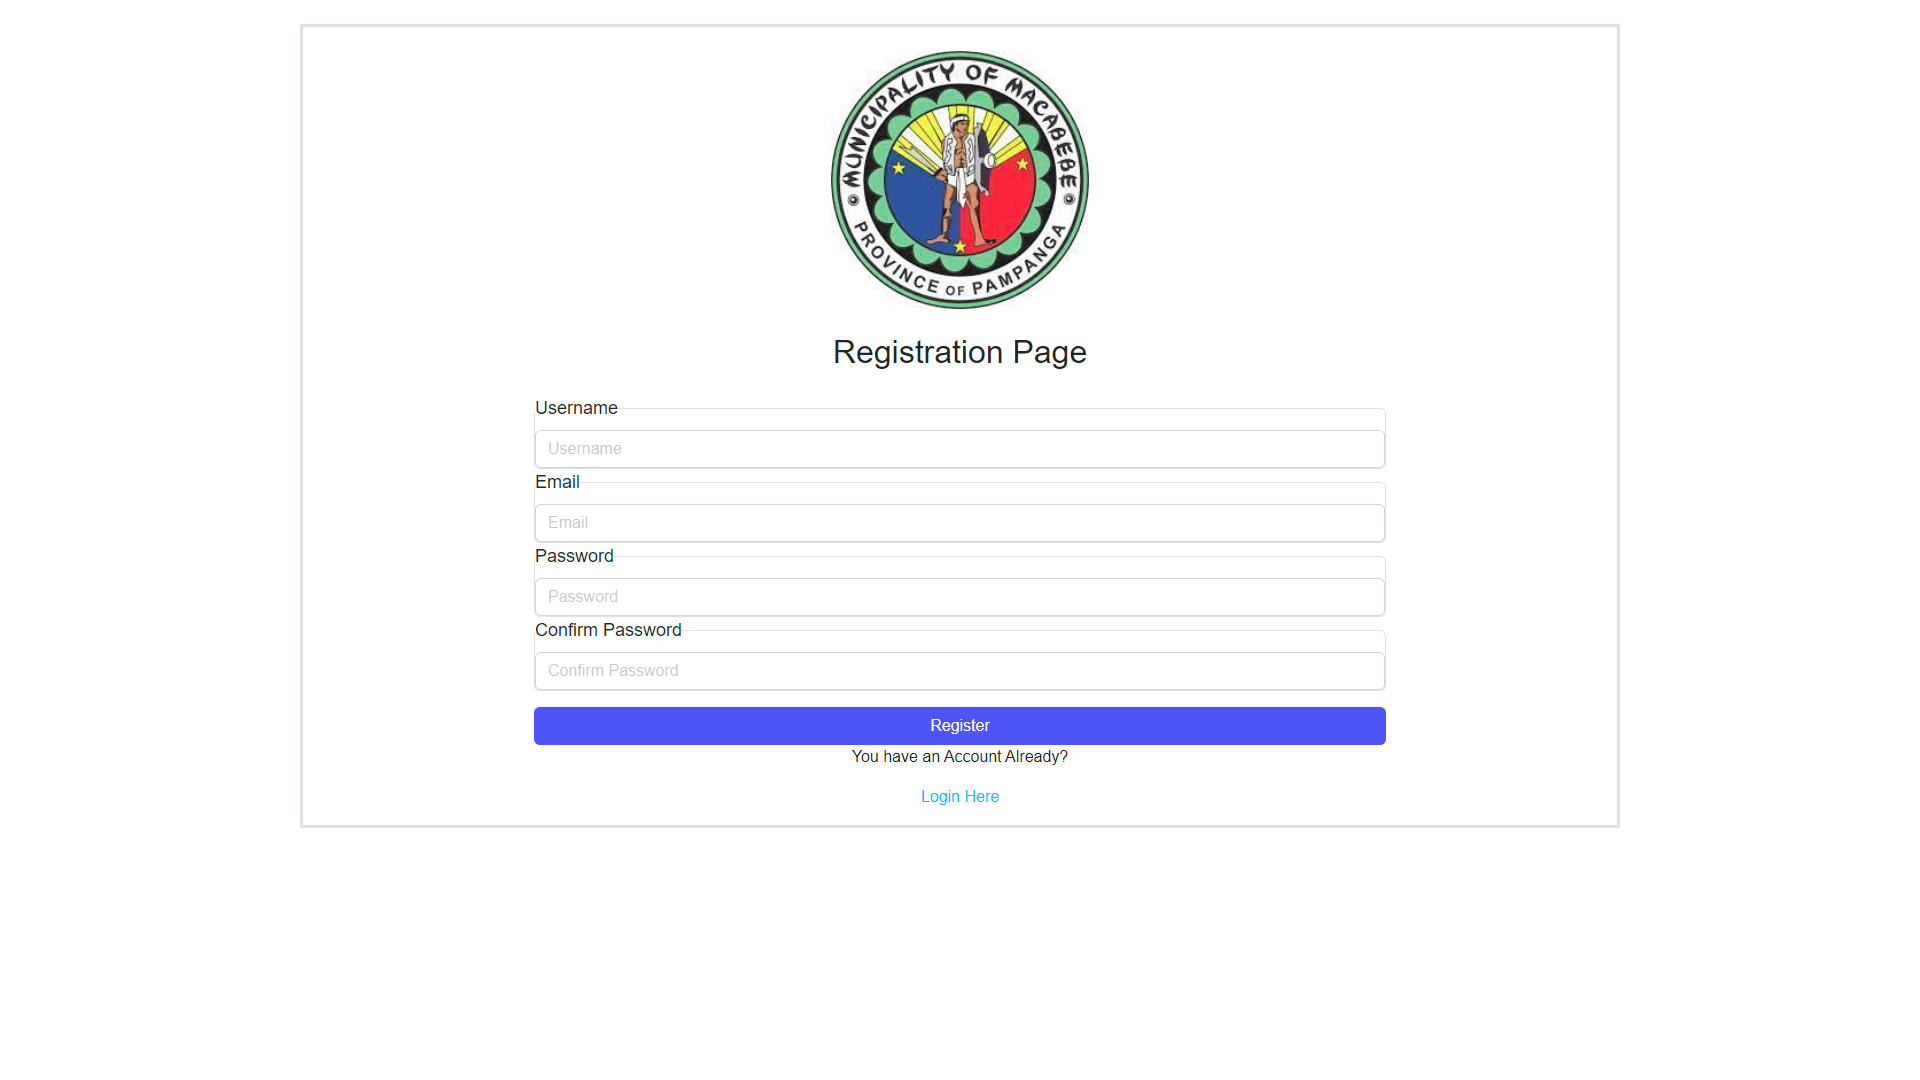 MUNICIPALITY OF MACABEBE
PROVINCE OF PAMPANGA
Registration Page
Username
Username
Email
Email
Password
Password
Confirm Password
Confirm Password
Register
You have an Account Already?
Login Here